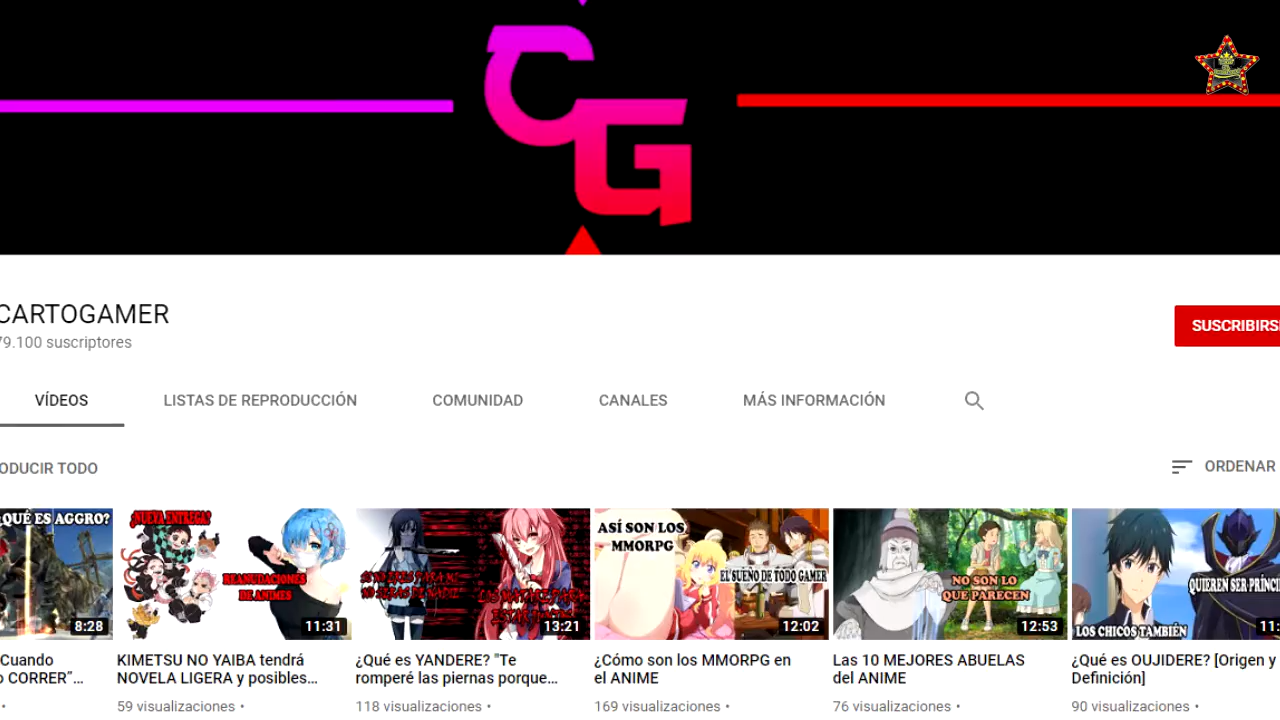 CG
CARTOGAMER
79.100 suscriptores
SUSCRIBIRS
VÍDEOS
LISTAS DE REPRODUCCIÓN
COMUNIDAD
CANALES
MÁS INFORMACIÓN
ODUCIR TODO
ORDENAR
¿QUÉ ES AGGRO?
8:28
¿NUEVA ENTREGA?
REANUDACIONES
DE ANIMES
11:31
13:21
ASÍ SON LOS
MMORPG
EL SUEÑO DE TODO GAMER
12:02
NO SON LO
QUE PARECEN
12:53
QUIEREN SER PRÍNCI
LOS CHICOS TAMBIÉN
11:
Cuando
o CORRER"...
KIMETSU NO YAIBA tendrá
NOVELA LIGERA y posibles...
59 visualizaciones •
¿Qué es YANDERE? "Te
romperé las piernas porque...
118 visualizaciones •
¿Cómo son los MMORPG en
el ANIME
169 visualizaciones •
Las 10 MEJORES ABUELAS
del ANIME
76 visualizaciones •
¿Qué es OUJIDERE? [Origen y
Definición]
90 visualizaciones •